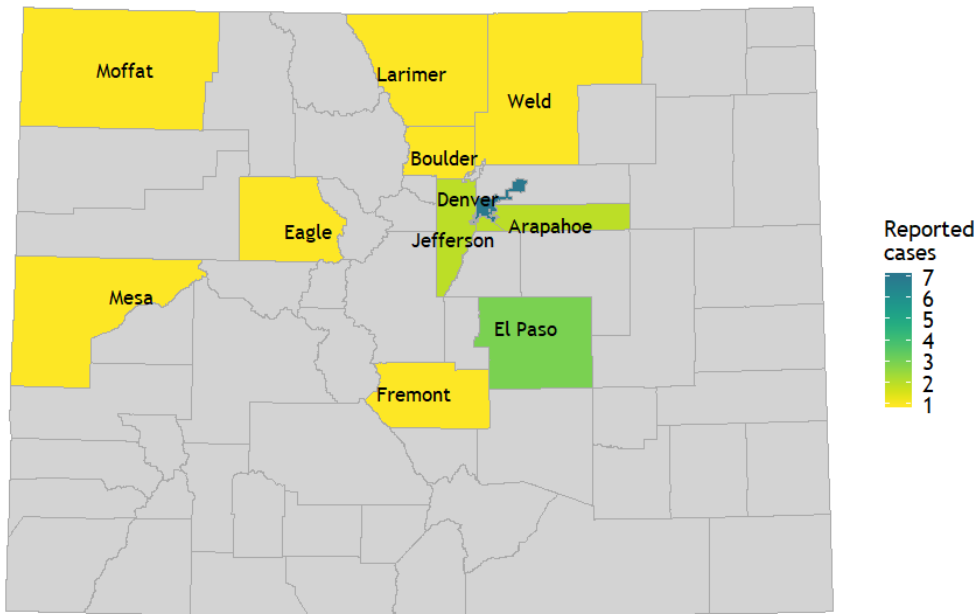 Moffat
Larimer
Weld
Boulder
Denver
Arapahoe
Jefferson
Eagle
Mesa
El Paso
Fremont
Reported
cases
7
6
5
4
3
2
1